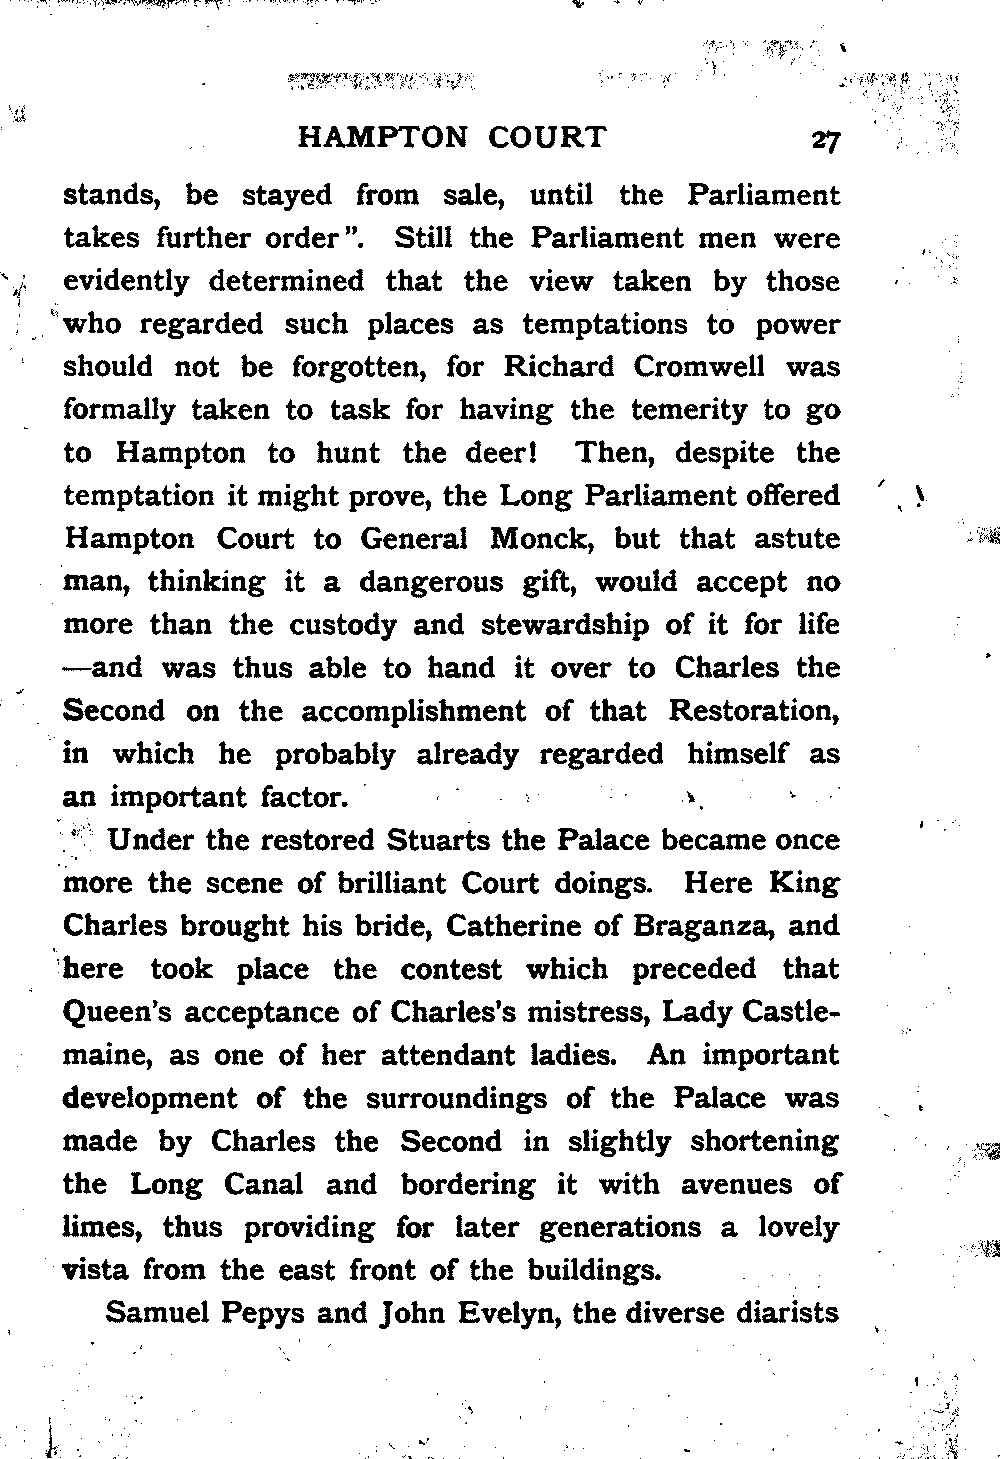 HAMPTON COURT 27
stands, be stayed from sale, until the Parliament
takes further order". Still the Parliament men were
evidently determined that the view taken by those
who regarded such places as temptations to power
should not be forgotten, for Richard Cromwell was
formally taken to task for having the temerity to go
to Hampton to hunt the deer! Then, despite the
temptation it might prove, the Long Parliament offered
Hampton Court to General Monck, but that astute
man, thinking it a dangerous gift, would accept no
more than the custody and stewardship of it for life
—and was thus able to hand it over to Charles the
Second on the accomplishment of that Restoration,
in which he probably already regarded himself as
an important factor.
Under the restored Stuarts the Palace became once
more the scene of brilliant Court doings. Here King
Charles brought his bride, Catherine of Braganza, and
here took place the contest which preceded that
Queen's acceptance of Charles's mistress, Lady Castle-
maine, as one of her attendant ladies. An important
development of the surroundings of the Palace was
made by Charles the Second in slightly shortening
the Long Canal and bordering it with avenues of
limes, thus providing for later generations a lovely
vista from the east front of the buildings.
Samuel Pepys and John Evelyn, the diverse diarists